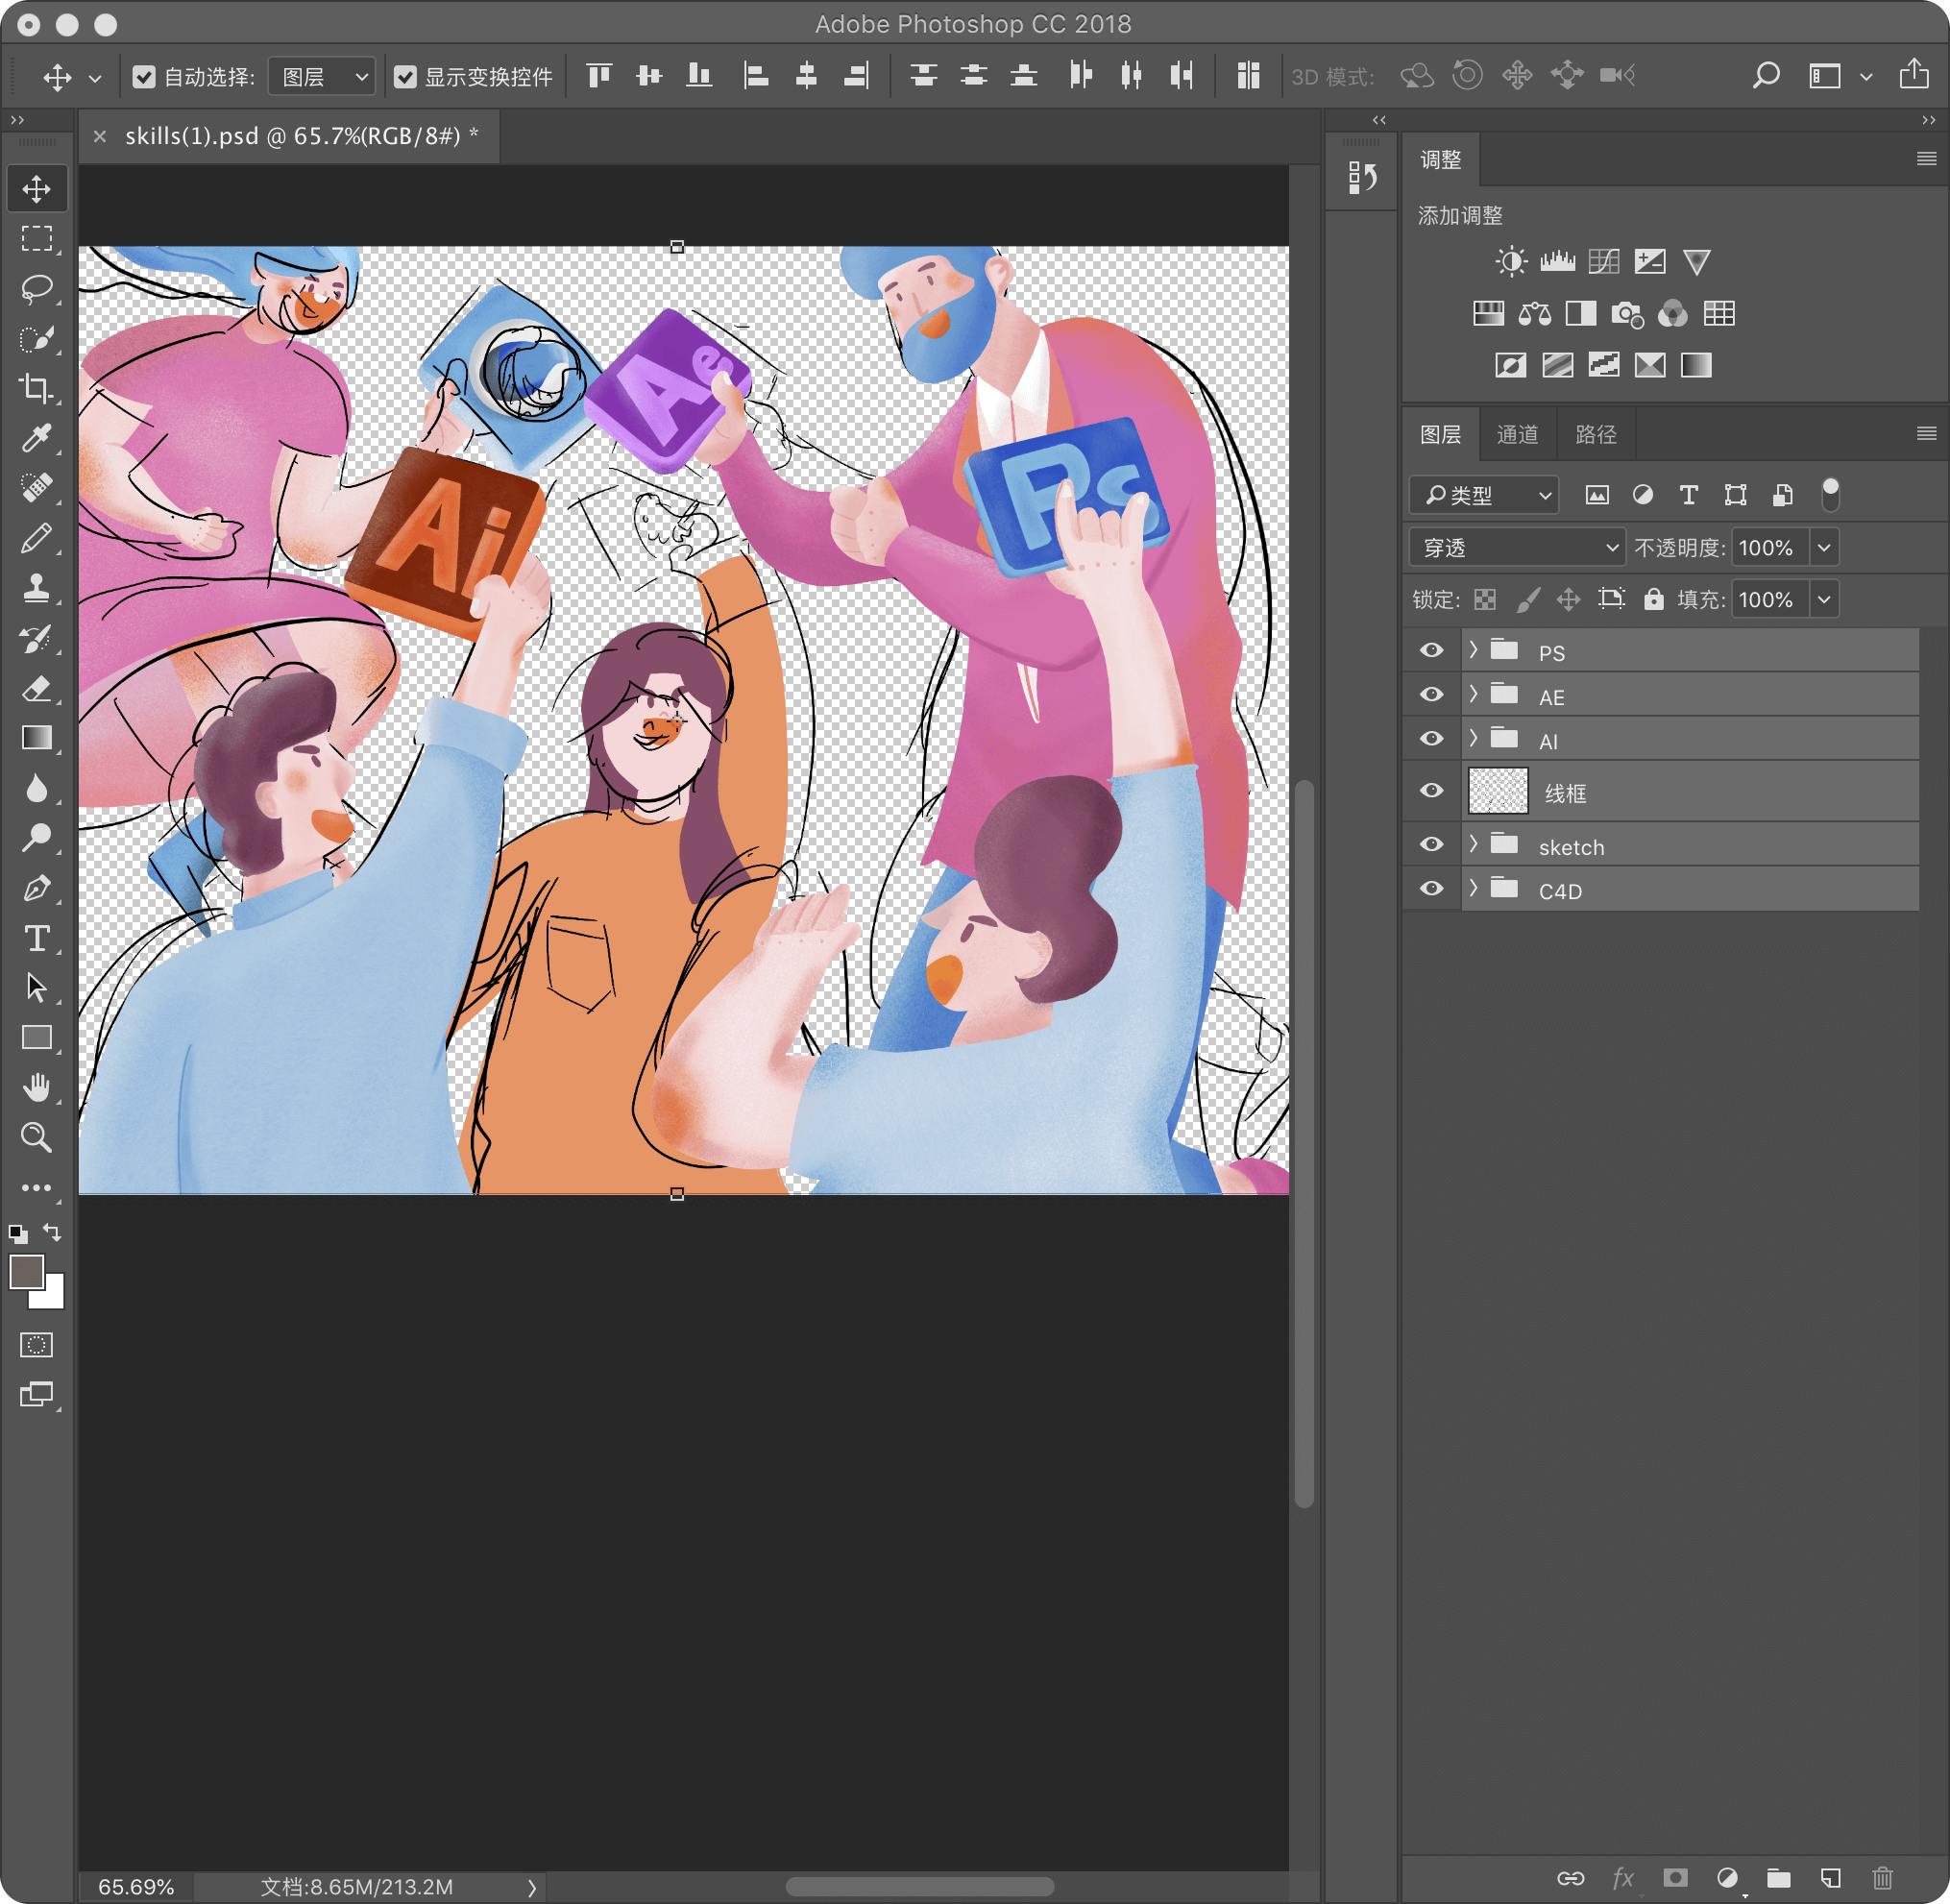 Adobe Photoshop CC 2018
自动选择: 图层 显示变换控件 3D 模式:
skills(1).psd @ 65.7%(RGB/8#) *
调整
添加调整
图层 通道 路径
类型
穿透 不透明度: 100%
锁定: 填充: 100%
PS
AE
AI
线框
sketch
C4D
Ae
Ps
Ai
fx
65.69% 文档:8.65M/213.2M